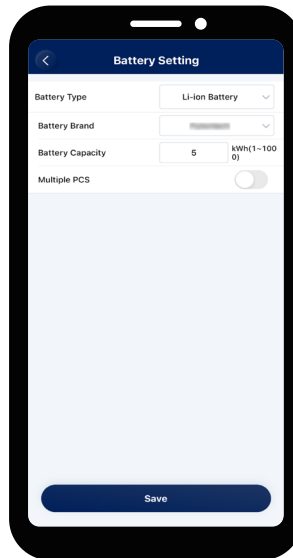 Battery Setting
Battery Type Li-ion Battery
Battery Brand
Battery Capacity 5 kWh(1~100
0)
Multiple PCS
Save